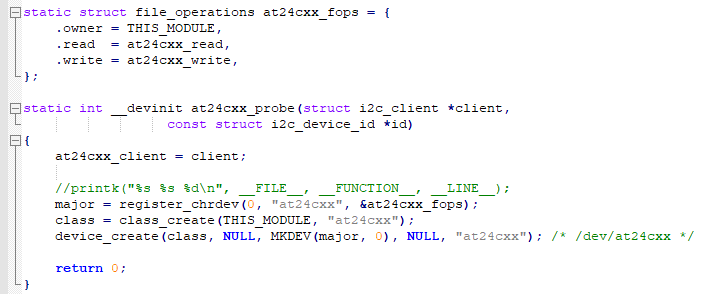 static struct file_operations at24cxx_fops = {
    .owner = THIS_MODULE,
    .read  = at24cxx_read,
    .write = at24cxx_write,
};
static int __devinit at24cxx_probe(struct i2c_client *client,
                  const struct i2c_device_id *id)
{
    at24cxx_client = client;
    //printk("%s %s %d\n", __FILE__, __FUNCTION__, __LINE__);
    major = register_chrdev(0, "at24cxx", &at24cxx_fops);
    class = class_create(THIS_MODULE, "at24cxx");
    device_create(class, NULL, MKDEV(major, 0), NULL, "at24cxx"); /* /dev/at24cxx */
    return 0;
}